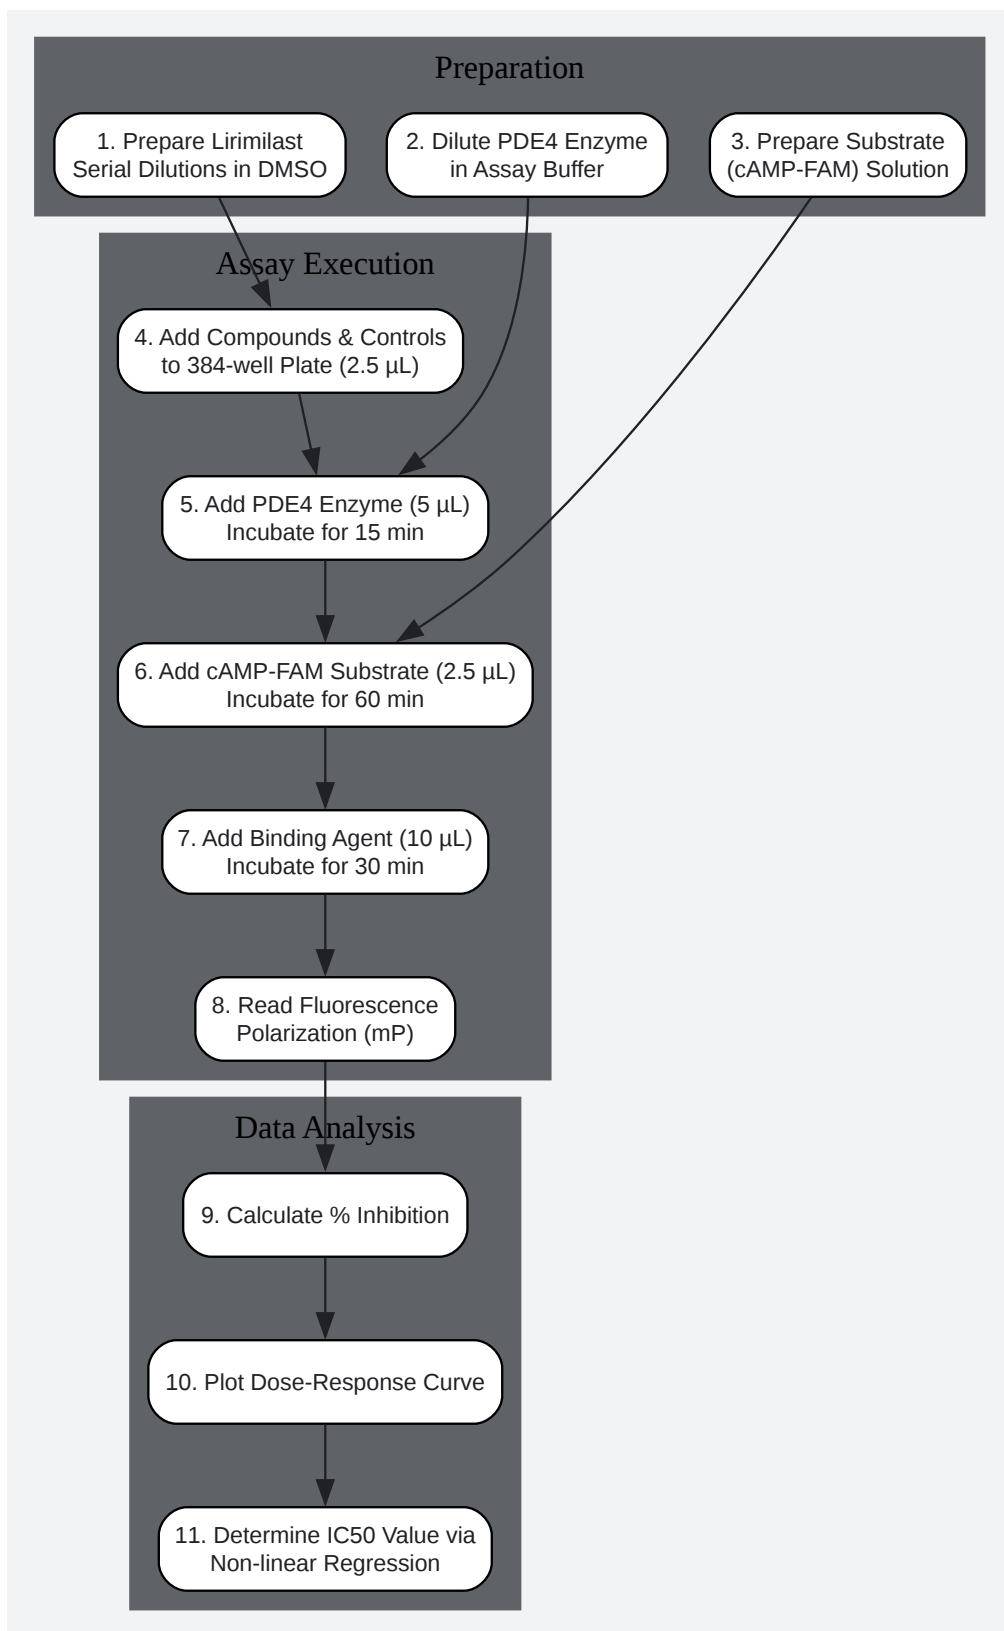 Preparation
1. Prepare Lirimilast
Serial Dilutions in DMSO
2. Dilute PDE4 Enzyme
in Assay Buffer
3. Prepare Substrate
(cAMP-FAM) Solution
Assay Execution
4. Add Compounds & Controls
to 384-well Plate (2.5 µL)
5. Add PDE4 Enzyme (5 µL)
Incubate for 15 min
6. Add cAMP-FAM Substrate (2.5 µL)
Incubate for 60 min
7. Add Binding Agent (10 µL)
Incubate for 30 min
8. Read Fluorescence
Polarization (mP)
Data Analysis
9. Calculate % Inhibition
10. Plot Dose-Response Curve
11. Determine IC50 Value via
Non-linear Regression